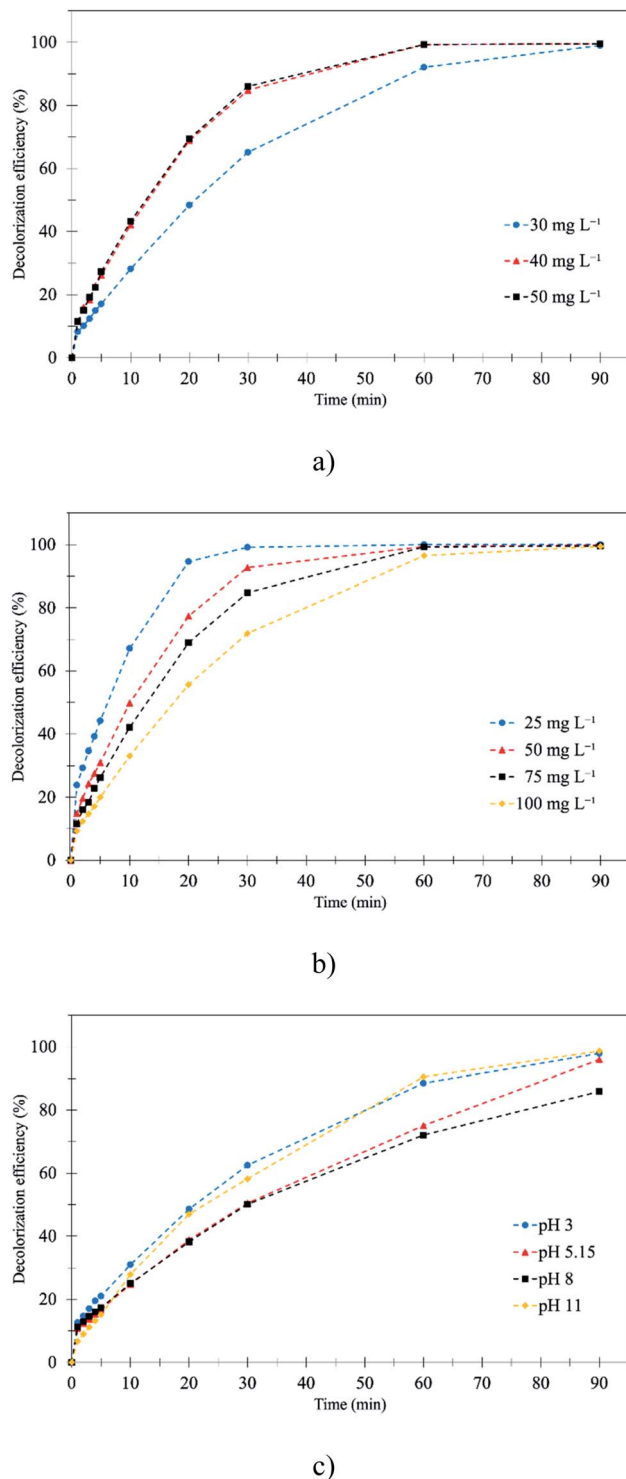 Decolorization efficiency (%)
100
80
60
40
20
0
30 mg L⁻¹
40 mg L⁻¹
50 mg L⁻¹
0 10 20 30 40 50 60 70 80 90
Time (min)
a)
Decolorization efficiency (%)
100
80
60
40
20
0
25 mg L⁻¹
50 mg L⁻¹
75 mg L⁻¹
100 mg L⁻¹
0 10 20 30 40 50 60 70 80 90
Time (min)
b)
Decolorization efficiency (%)
100
80
60
40
20
0
pH 3
pH 5.15
pH 8
pH 11
0 10 20 30 40 50 60 70 80 90
Time (min)
c)